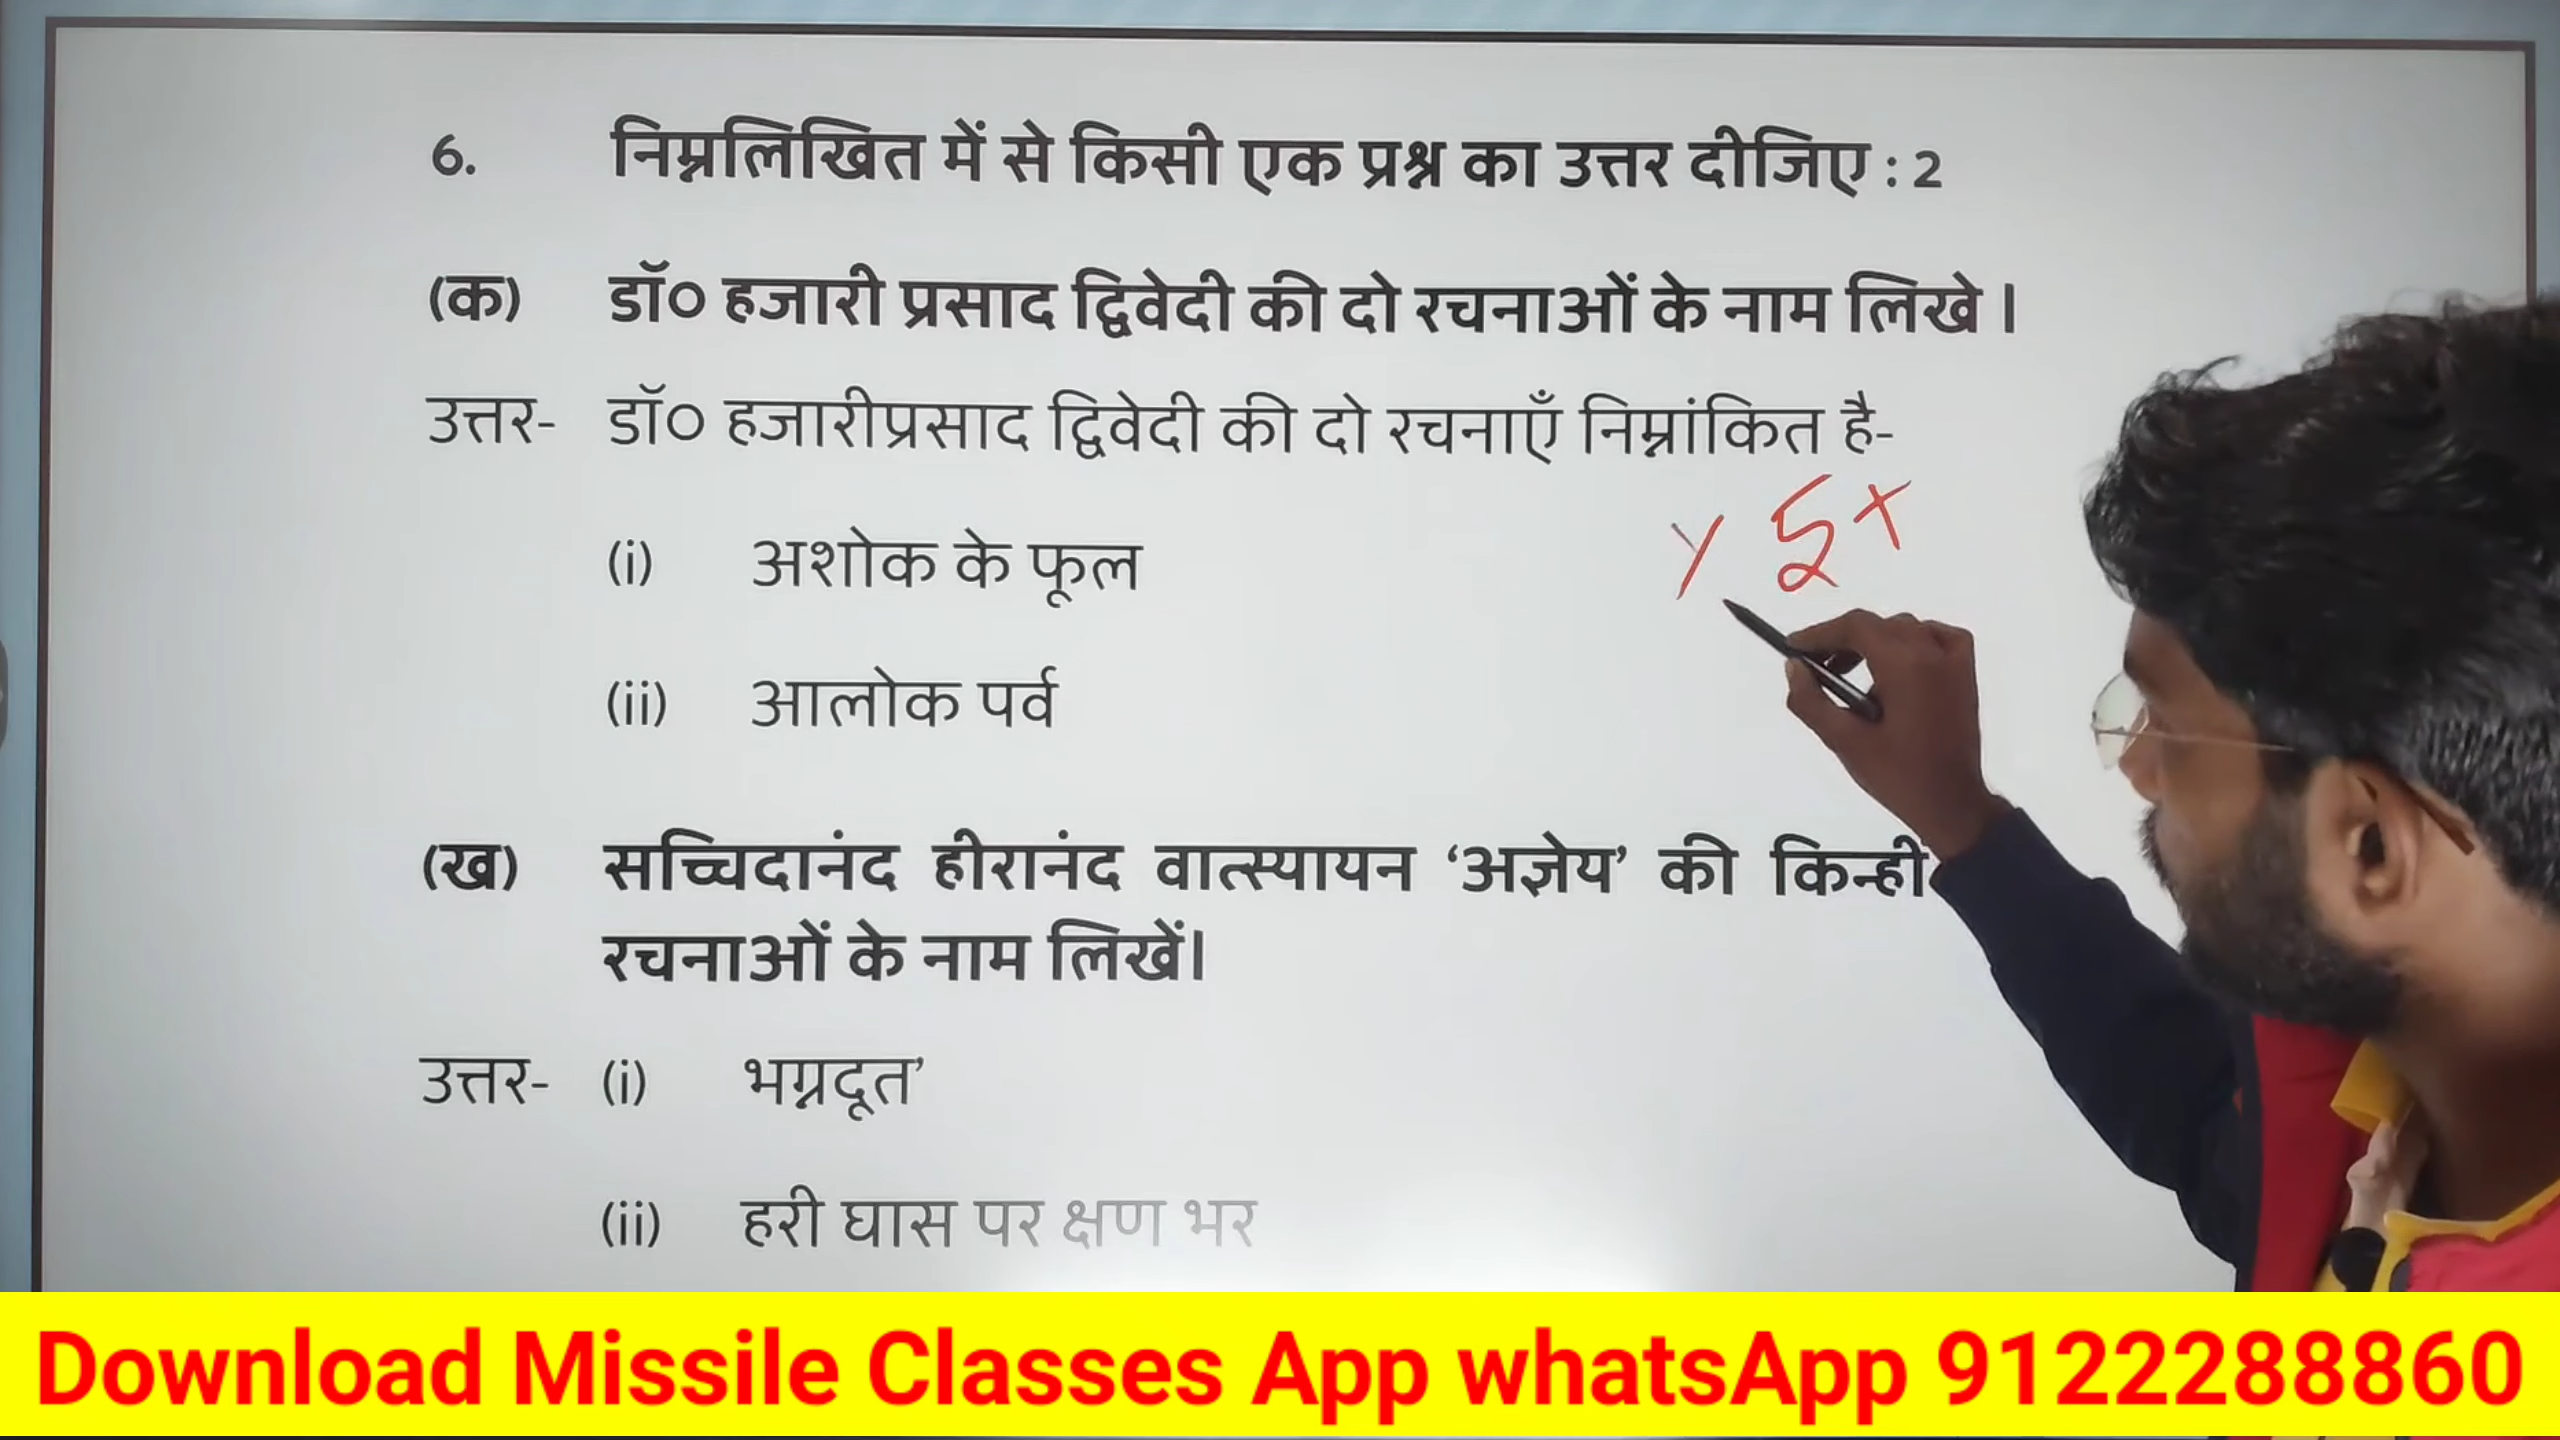 6. निम्नलिखित में से किसी एक प्रश्न का उत्तर दीजिए : 2
(क) डॉ० हजारी प्रसाद द्विवेदी की दो रचनाओं के नाम लिखे ।
उत्तर- डॉ० हजारीप्रसाद द्विवेदी की दो रचनाएँ निम्नांकित है-
(i) अशोक के फूल
(ii) आलोक पर्व
(ख) सच्चिदानंद हीरानंद वात्स्यायन ‘अज्ञेय’ की किन्ही
रचनाओं के नाम लिखें।
उत्तर- (i) भग्नदूत’
(ii) हरी घास पर क्षण भर
Download Missile Classes App whatsApp 9122288860